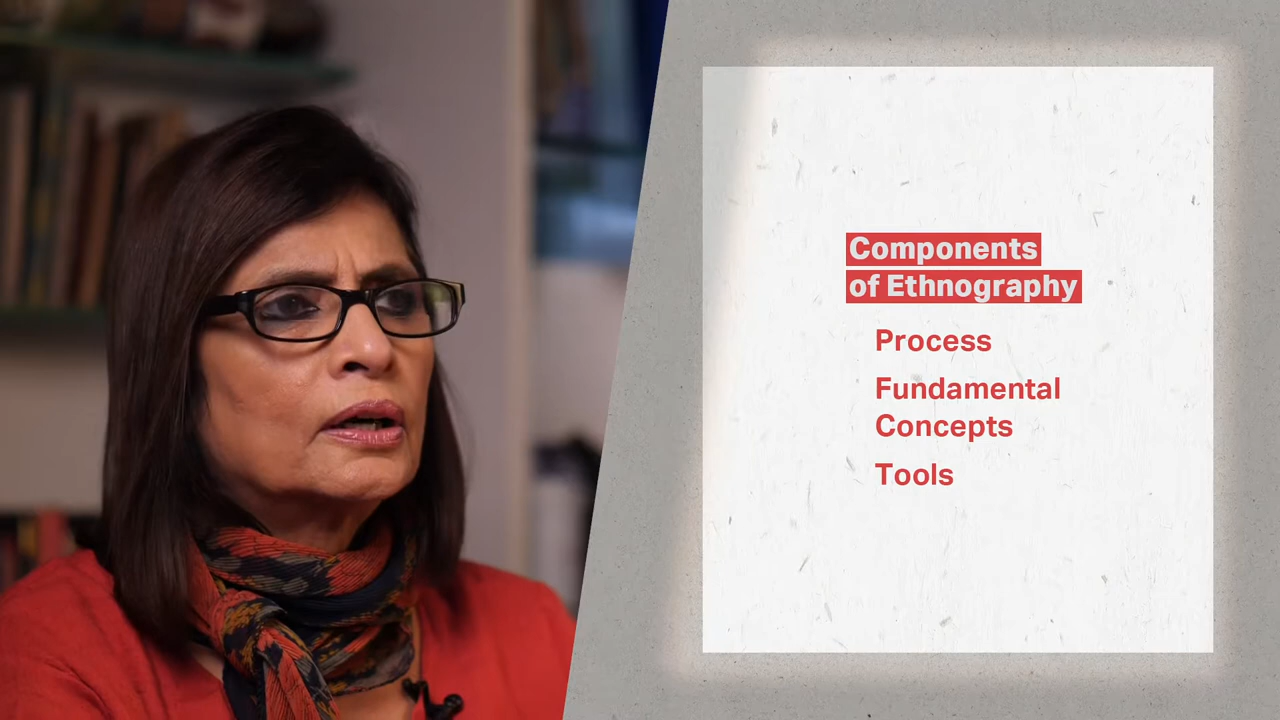 Components
of Ethnography
Process
Fundamental
Concepts
Tools